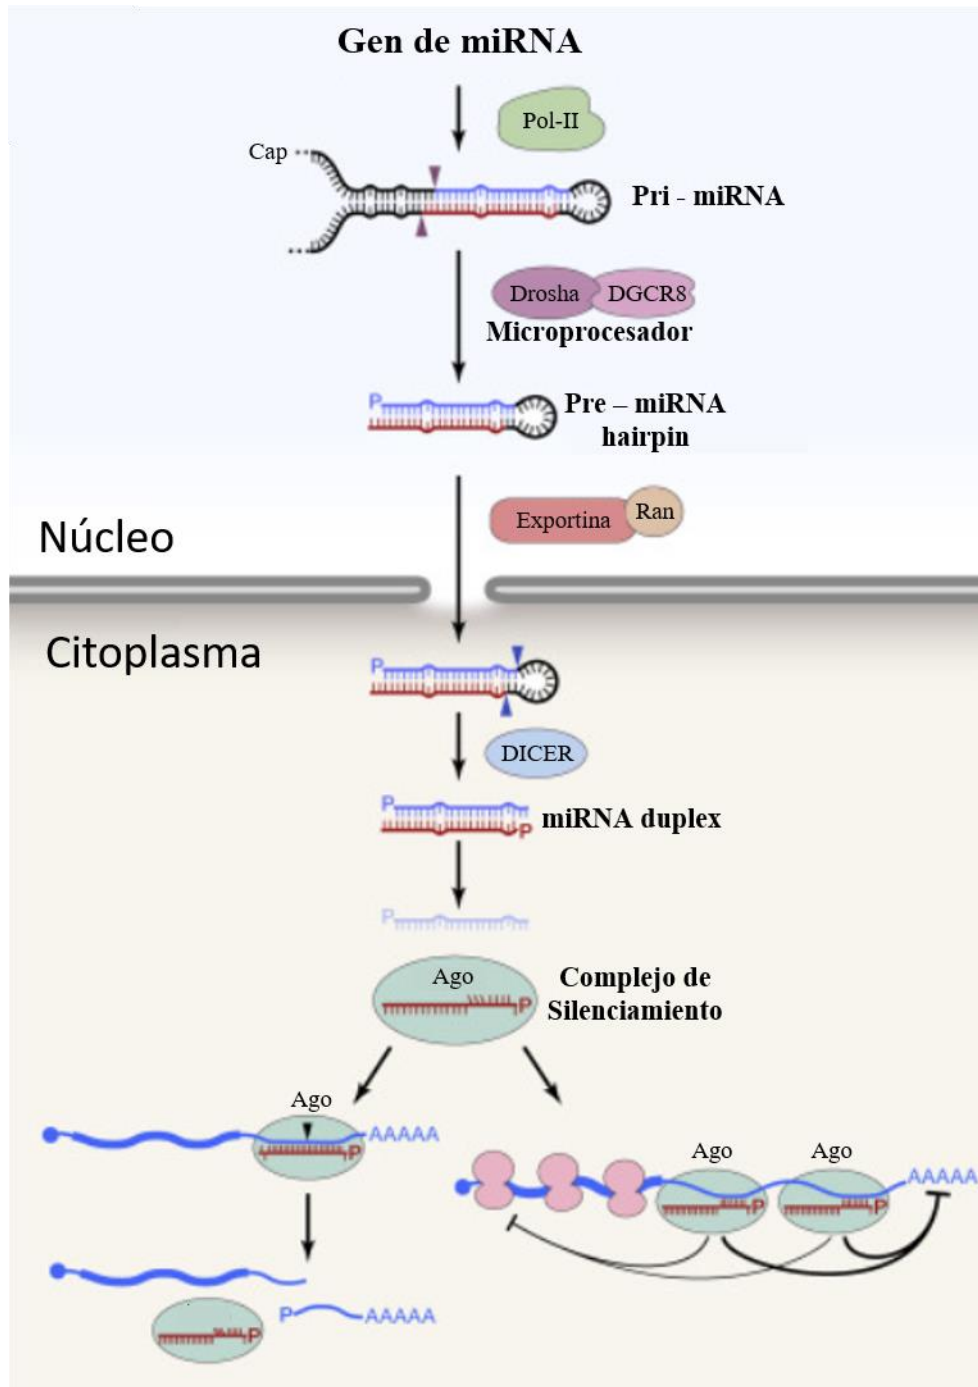 Gen de miRNA
Pol-II
Cap
Pri - miRNA
Drosha DGCR8
Microprocesador
P
Pre – miRNA
hairpin
Exportina Ran
Núcleo
Citoplasma
P
DICER
P
P
miRNA duplex
P
Ago
P
Complejo de
Silenciamiento
Ago
AAAAA
P
Ago
Ago
AAAAA
P
P
P
AAAAA
P